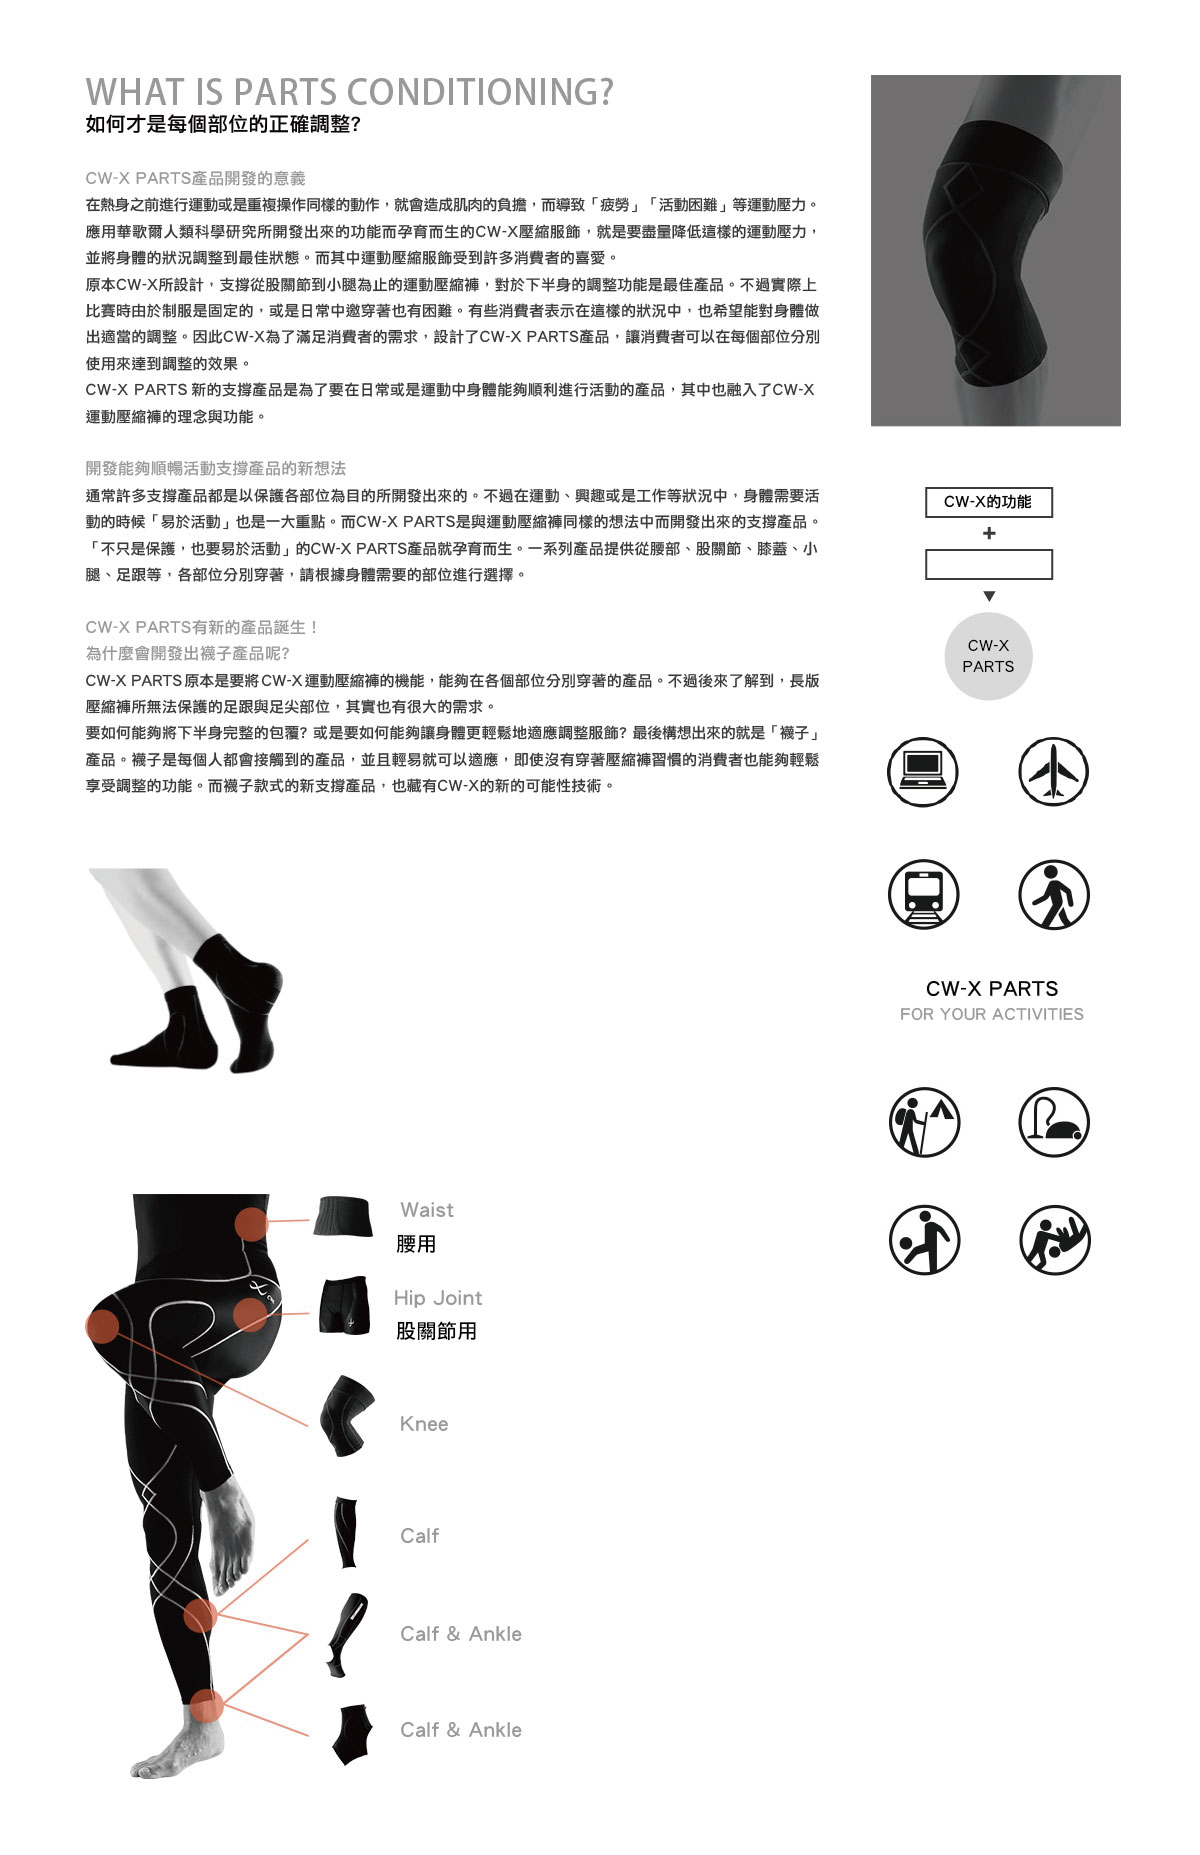 WHAT IS PARTS CONDITIONING?
如何才是每個部位的正確調整?
CW-X PARTS產品開發的意義
在熱身之前進行運動或是重複操作同樣的動作，就會造成肌肉的負擔，而導致「疲勞」「活動困難」等運動壓力。
應用華歌爾人類科學研究所開發出來的功能而孕育而生的CW-X壓縮服飾，就是要盡量降低這樣的運動壓力，
並將身體的狀況調整到最佳狀態。而其中運動壓縮服飾受到許多消費者的喜愛。
原本CW-X所設計，支撐從股關節到小腿為止的運動壓縮褲，對於下半身的調整功能是最佳產品。不過實際上
比賽時由於制服是固定的，或是日常中邀穿著也有困難。有些消費者表示在這樣的狀況中，也希望能對身體做
出適當的調整。因此CW-X為了滿足消費者的需求，設計了CW-X PARTS產品，讓消費者可以在每個部位分別
使用來達到調整的效果。
CW-X PARTS 新的支撐產品是為了要在日常或是運動中身體能夠順利進行活動的產品，其中也融入了CW-X
運動壓縮褲的理念與功能。
開發能夠順暢活動支撐產品的新想法
通常許多支撐產品都是以保護各部位為目的所開發出來的。不過在運動、興趣或是工作等狀況中，身體需要活
動的時候「易於活動」也是一大重點。而CW-X PARTS是與運動壓縮褲同樣的想法中而開發出來的支撐產品。
「不只是保護，也要易於活動」的CW-X PARTS產品就孕育而生。一系列產品提供從腰部、股關節、膝蓋、小
腿、足跟等，各部位分別穿著，請根據身體需要的部位進行選擇。
CW-X PARTS有新的產品誕生！
為什麼會開發出襪子產品呢?
CW-X PARTS原本是要將CW-X運動壓縮褲的機能，能夠在各個部位分別穿著的產品。不過後來了解到，長版
壓縮褲所無法保護的足跟與足尖部位，其實也有很大的需求。
要如何能夠將下半身完整的包覆? 或是要如何能夠讓身體更輕鬆地適應調整服飾? 最後構想出來的就是「襪子」
產品。襪子是每個人都會接觸到的產品，並且輕易就可以適應，即使沒有穿著壓縮褲習慣的消費者也能夠輕鬆
享受調整的功能。而襪子款式的新支撐產品，也藏有CW-X的新的可能性技術。
CW-X的功能
+
CW-X
PARTS
CW-X PARTS
FOR YOUR ACTIVITIES
Waist
腰用
Hip Joint
股關節用
Knee
Calf
Calf & Ankle
Calf & Ankle